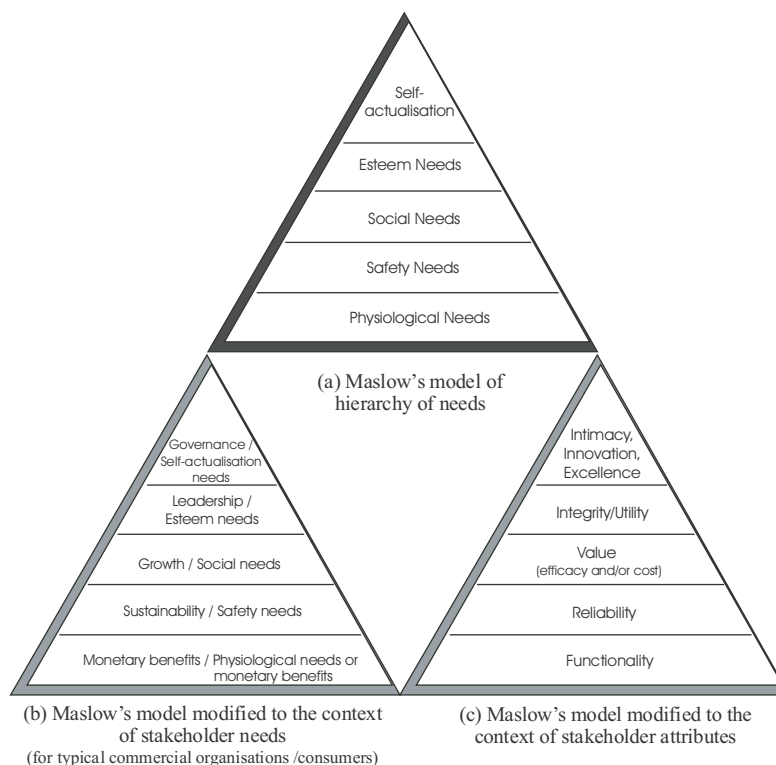 Self-
actualisation
Esteem Needs
Social Needs
Safety Needs
Physiological Needs
(a) Maslow's model of
hierarchy of needs
Governance /
Self-actualisation
needs
Leadership /
Esteem needs
Growth / Social needs
Sustainability / Safety needs
Monetary benefits / Physiological needs or
monetary benefits
(b) Maslow's model modified to the context
of stakeholder needs
(for typical commercial organisations /consumers)
Intimacy,
Innovation,
Excellence
Integrity/Utility
Value
(efficacy and/or cost)
Reliability
Functionality
(c) Maslow's model modified to the
context of stakeholder attributes